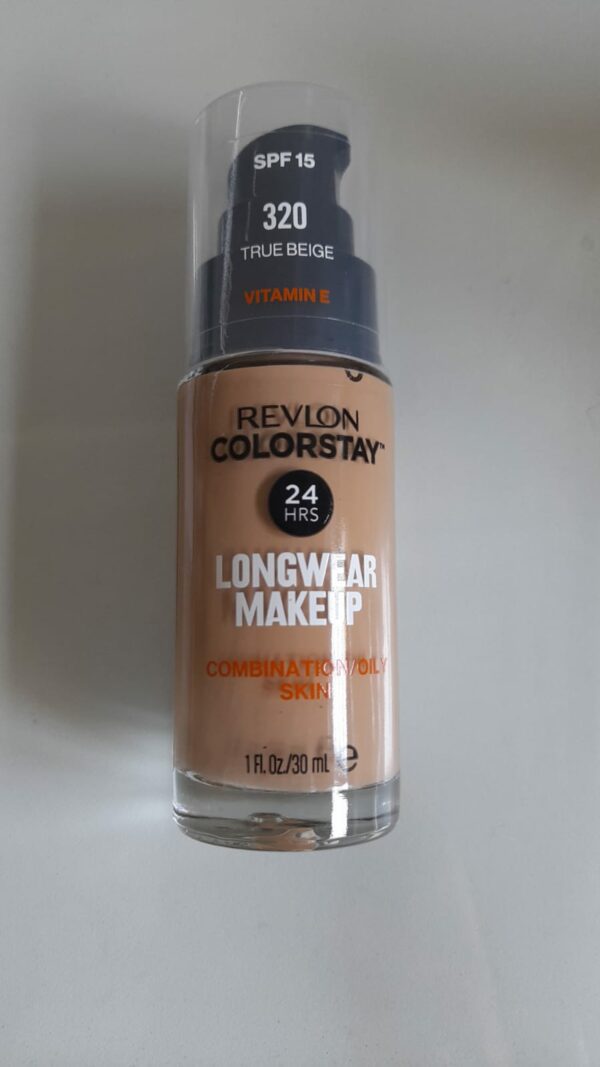 SPF 15
320
TRUE BEIGE
VITAMIN E
REVLON
COLORSTAY™
24
HRS
LONGWEAR
MAKEUP
COMBINATION/OILY
SKIN
1 Fl. Oz./30 mL ℮